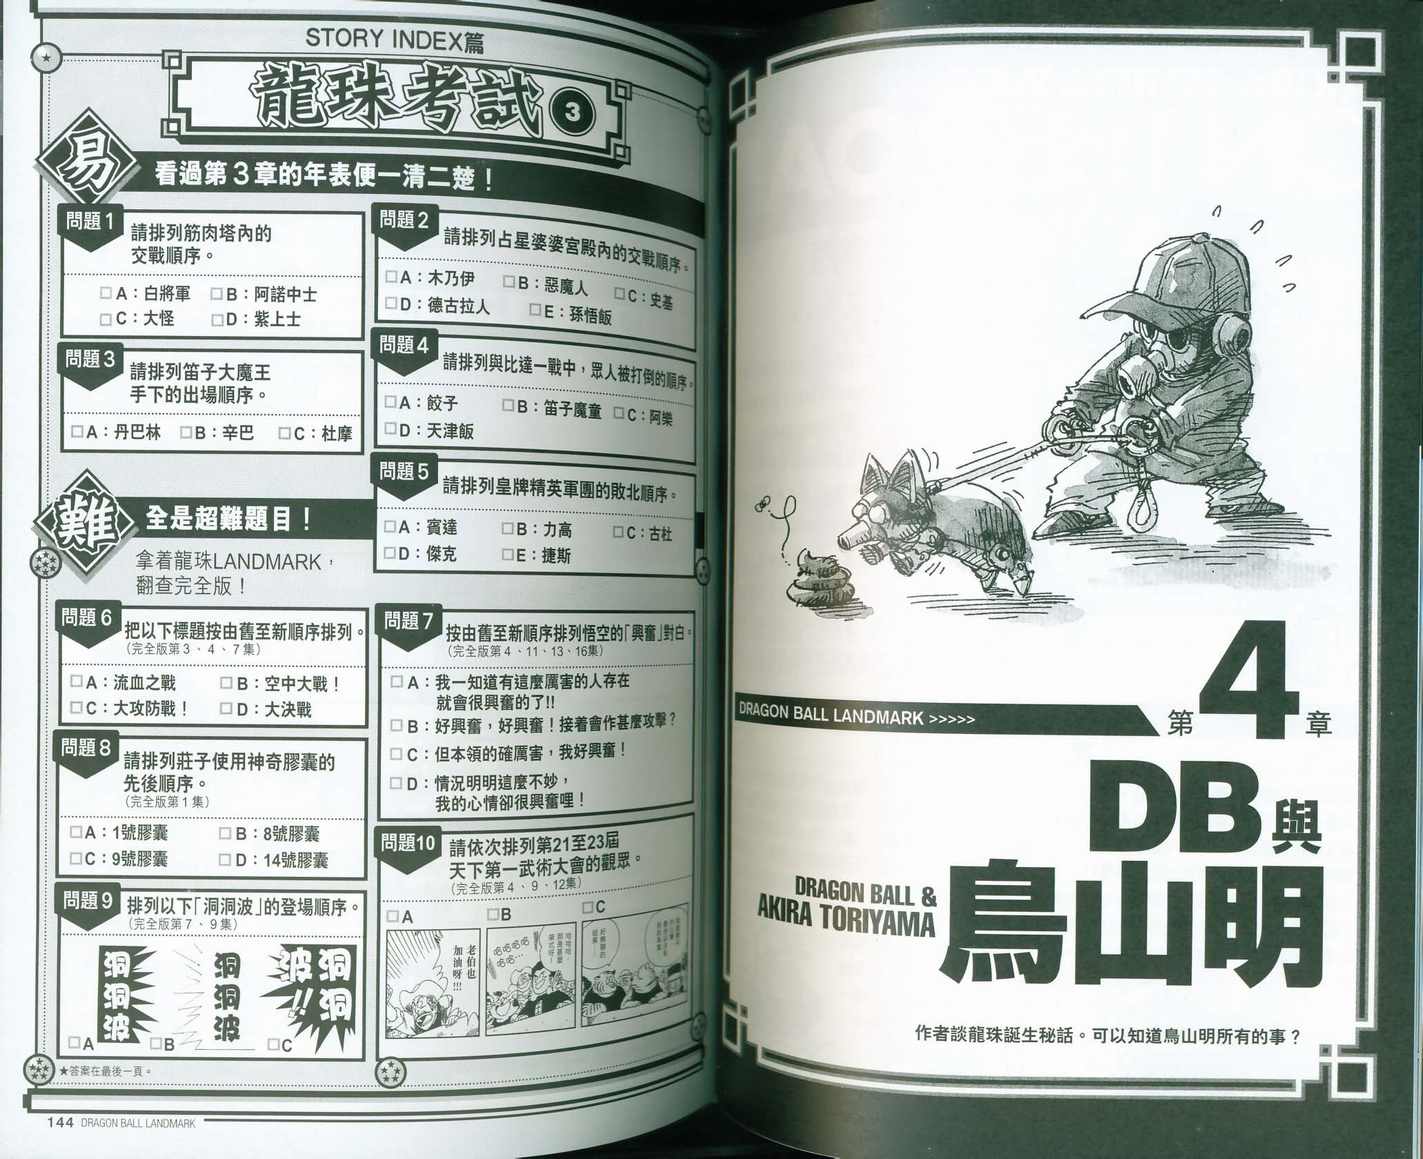 STORY INDEX篇
龍珠考試3
易
看過第3章的年表便一清二楚！
問題1
請排列筋肉塔內的
交戰順序。
□A：白將軍 □B：阿諾中士
□C：大怪 □D：紫上士
問題2
請排列占星婆婆宮殿內的交戰順序。
□A：木乃伊 □B：惡魔人 □C：史基
□D：德古拉人 □E：孫悟飯
問題3
請排列笛子大魔王
手下的出場順序。
□A：丹巴林 □B：辛巴 □C：杜摩
問題4
請排列與比達一戰中，眾人被打倒的順序。
□A：餃子 □B：笛子魔童 □C：阿樂
□D：天津飯
問題5
請排列皇牌精英軍團的敗北順序。
□A：賓達 □B：力高 □C：古杜
□D：傑克 □E：捷斯
難
全是超難題目！
拿着龍珠LANDMARK，
翻查完全版！
問題6
把以下標題按由舊至新順序排列。
（完全版第3、4、7集）
□A：流血之戰 □B：空中大戰！
□C：大攻防戰！ □D：大決戰
問題7
按由舊至新順序排列悟空的「興奮」對白。
（完全版第4、11、13、16集）
□A：我一知道有這麼厲害的人存在
就會很興奮的了!!
□B：好興奮，好興奮！接着會作甚麼攻擊？
□C：但本領的確厲害，我好興奮！
□D：情況明明這麼不妙，
我的心情卻很興奮哩！
問題8
請排列莊子使用神奇膠囊的
先後順序。
（完全版第1集）
□A：1號膠囊 □B：8號膠囊
□C：9號膠囊 □D：14號膠囊
問題9
排列以下「洞洞波」的登場順序。
（完全版第7、9集）
洞洞波
洞洞波
洞洞波!!
□A □B □C
問題10
請依次排列第21至23屆
天下第一武術大會的觀眾。
（完全版第4、9、12集）
□A □B □C
老伯也
加油呀!!!
★答案在最後一頁。
144 DRAGON BALL LANDMARK
DRAGON BALL LANDMARK >>>>>
第4章
DB與
鳥山明
DRAGON BALL &
AKIRA TORIYAMA
作者談龍珠誕生秘話。可以知道鳥山明所有的事？